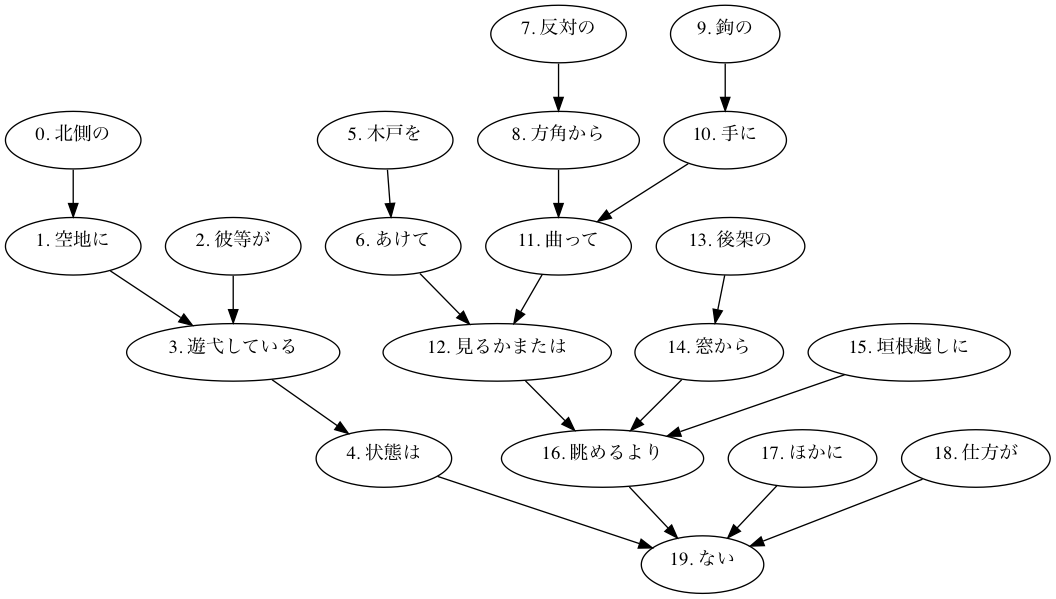 7. 反対の
9. 鉤の
0. 北側の
5. 木戸を
8. 方角から
10. 手に
1. 空地に
2. 彼等が
6. あけて
11. 曲って
13. 後架の
3. 遊弋している
12. 見るかまたは
14. 窓から
15. 垣根越しに
4. 状態は
16. 眺めるより
17. ほかに
18. 仕方が
19. ない